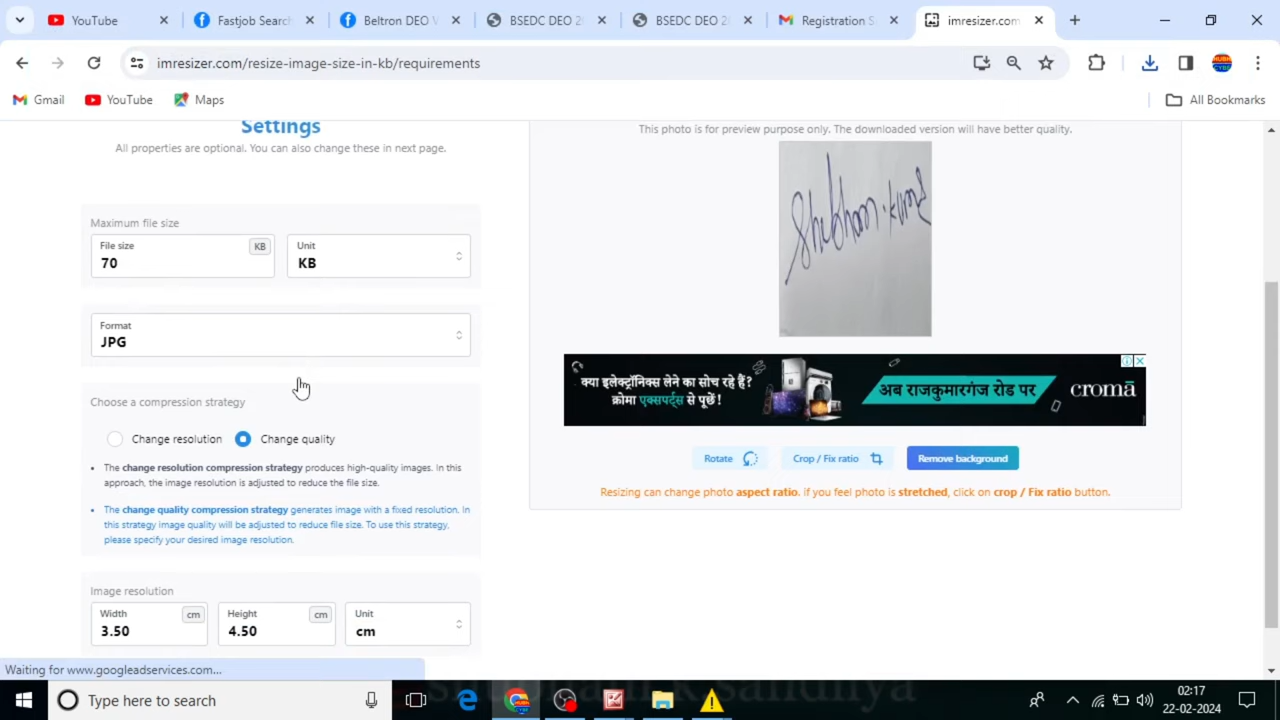 YouTube
Fastjob Search
Beltron DEO V
BSEDC DEO 20
BSEDC DEO 20
Registration S
imresizer.com
imresizer.com/resize-image-size-in-kb/requirements
Gmail YouTube Maps
All Bookmarks
Settings
All properties are optional. You can also change these in next page.
Maximum file size
File size
KB
70
Unit
KB
Format
JPG
Choose a compression strategy
Change resolution Change quality
• The change resolution compression strategy produces high-quality images. In this
approach, the image resolution is adjusted to reduce the file size.
• The change quality compression strategy generates image with a fixed resolution. In
this strategy image quality will be adjusted to reduce file size. To use this strategy,
please specify your desired image resolution.
Image resolution
Width
cm
3.50
Height
cm
4.50
Unit
cm
This photo is for preview purpose only. The downloaded version will have better quality.
Shubham
क्या इलेक्ट्रॉनिक्स लेने का सोच रहे हैं?
क्रोमा एक्सपर्ट्स से पूछें!
अब राजकुमारगंज रोड पर
croma
Rotate Crop / Fix ratio Remove background
Resizing can change photo aspect ratio. If you feel photo is stretched, click on crop / Fix ratio button.
Waiting for www.googleadservices.com...
Type here to search
02:17
22-02-2024